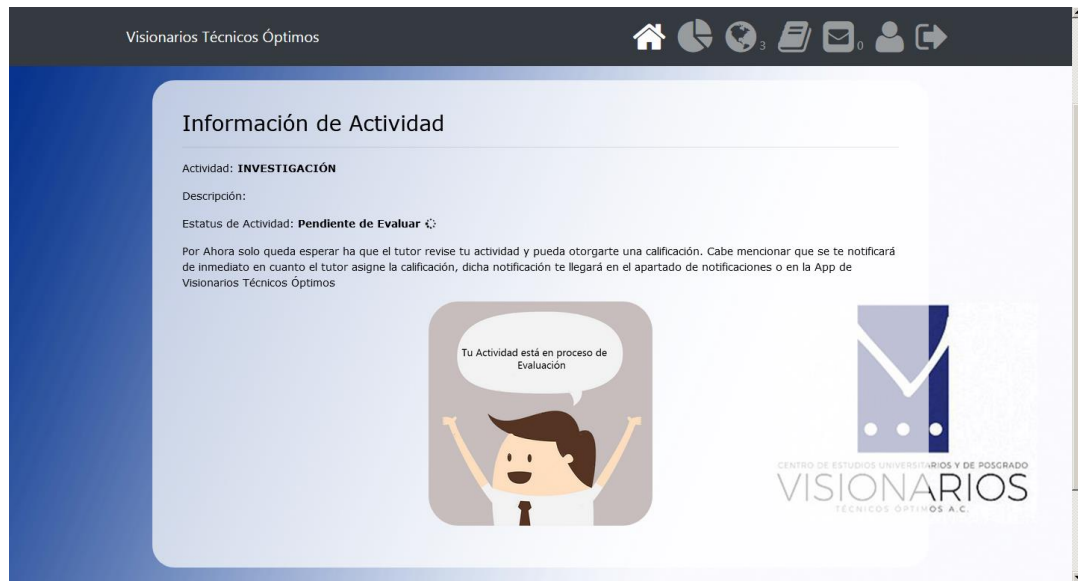 Visionarios Técnicos Óptimos
3
0
Información de Actividad
Actividad: INVESTIGACIÓN
Descripción:
Estatus de Actividad: Pendiente de Evaluar
Por Ahora solo queda esperar ha que el tutor revise tu actividad y pueda otorgarte una calificación. Cabe mencionar que se te notificará
de inmediato en cuanto el tutor asigne la calificación, dicha notificación te llegará en el apartado de notificaciones o en la App de
Visionarios Técnicos Óptimos
Tu Actividad está en proceso de
Evaluación
CENTRO DE ESTUDIOS UNIVERSITARIOS Y DE POSGRADO
VISIONARIOS
TÉCNICOS ÓPTIMOS A.C.